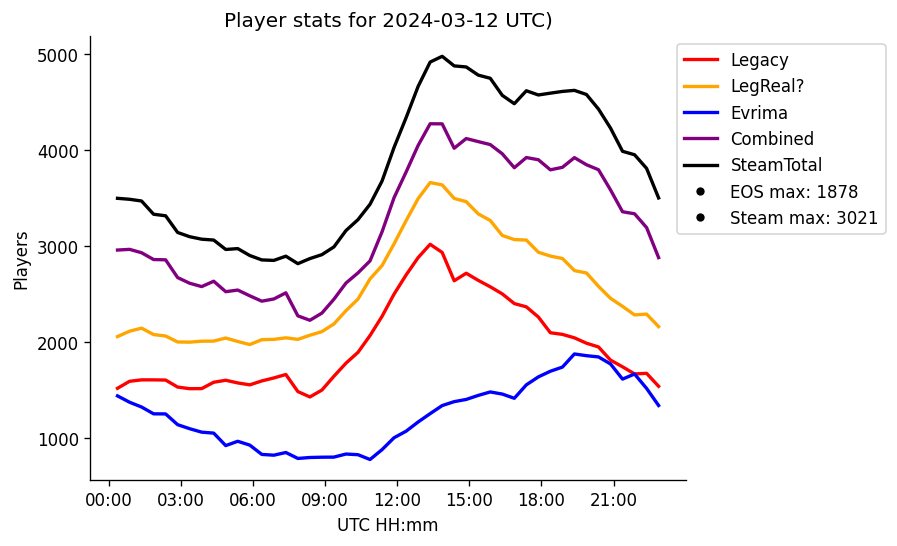 Player stats for 2024-03-12 UTC)
Legacy
LegReal?
Evrima
Combined
SteamTotal
EOS max: 1878
Steam max: 3021
Players
5000
4000
3000
2000
1000
00:00 03:00 06:00 09:00 12:00 15:00 18:00 21:00
UTC HH:mm